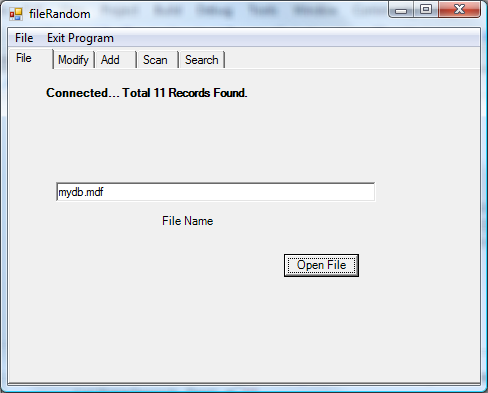 fileRandom
File Exit Program
File Modify Add Scan Search
Connected... Total 11 Records Found.
mydb.mdf
File Name
Open File